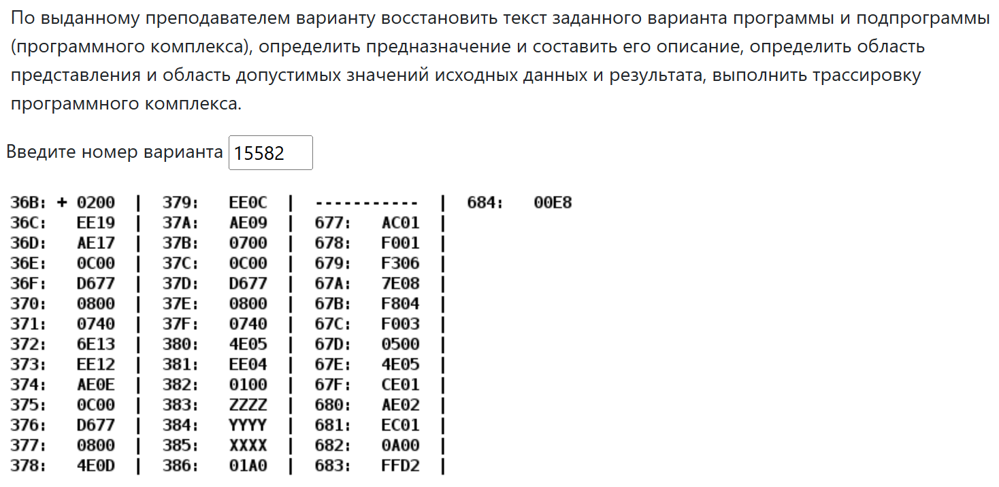 По выданному преподавателем варианту восстановить текст заданного варианта программы и подпрограммы
(программного комплекса), определить предназначение и составить его описание, определить область
представления и область допустимых значений исходных данных и результата, выполнить трассировку
программного комплекса.
Введите номер варианта 15582
36B: + 0200 | 379: EE0C | ----------- | 684: 00E8
36C: EE19 | 37A: AE09 | 677: AC01 |
36D: AE17 | 37B: 0700 | 678: F001 |
36E: 0C00 | 37C: 0C00 | 679: F306 |
36F: D677 | 37D: D677 | 67A: 7E08 |
370: 0800 | 37E: 0800 | 67B: F804 |
371: 0740 | 37F: 0740 | 67C: F003 |
372: 6E13 | 380: 4E05 | 67D: 0500 |
373: EE12 | 381: EE04 | 67E: 4E05 |
374: AE0E | 382: 0100 | 67F: CE01 |
375: 0C00 | 383: ZZZZ | 680: AE02 |
376: D677 | 384: YYYY | 681: EC01 |
377: 0800 | 385: XXXX | 682: 0A00 |
378: 4E0D | 386: 01A0 | 683: FFD2 |